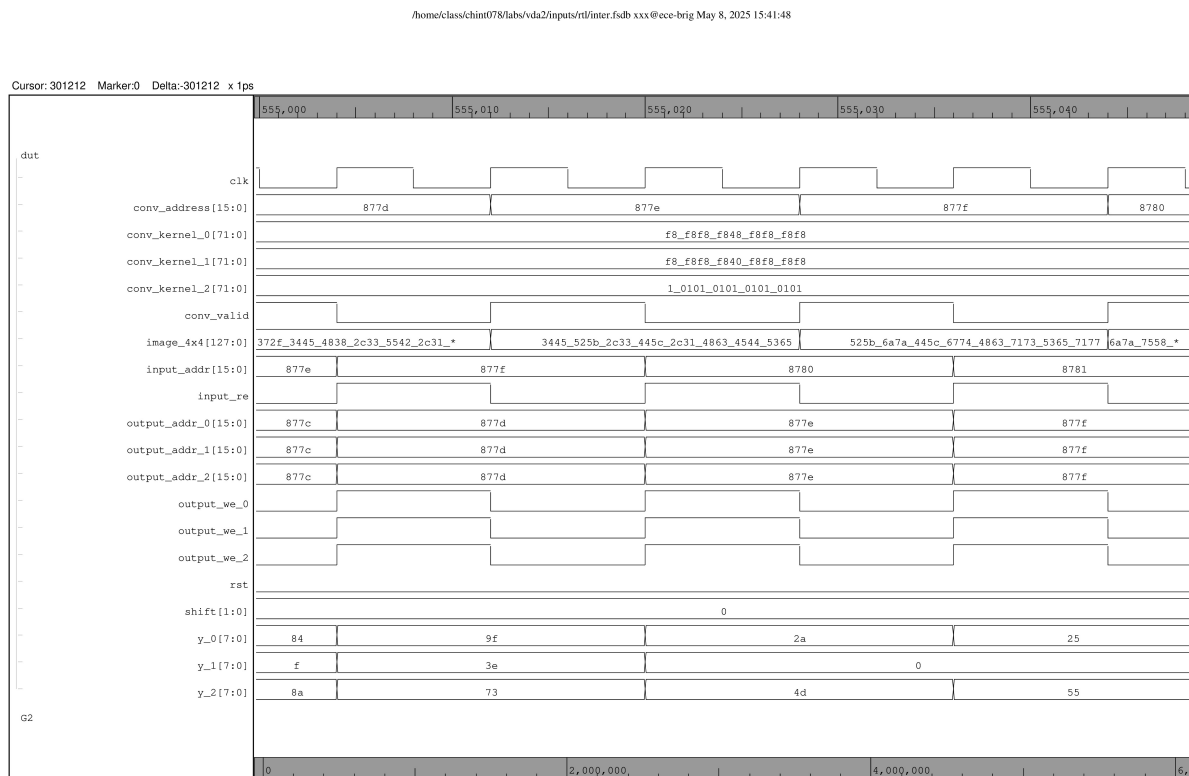 /home/class/chint078/labs/vda2/inputs/rtl/inter.fsdb xxx@ece-brig May 8, 2025 15:41:48
Cursor: 301212 Marker:0 Delta:-301212 x 1ps
555,000 555,010 555,020 555,030 555,040
dut
clk
conv_address[15:0] 877d 877e 877f 8780
conv_kernel_0[71:0] f8_f8f8_f848_f8f8_f8f8
conv_kernel_1[71:0] f8_f8f8_f840_f8f8_f8f8
conv_kernel_2[71:0] 1_0101_0101_0101_0101
conv_valid
image_4x4[127:0] 372f_3445_4838_2c33_5542_2c31_* 3445_525b_2c33_445c_2c31_4863_4544_5365 525b_6a7a_445c_6774_4863_7173_5365_7177 6a7a_7558_*
input_addr[15:0] 877e 877f 8780 8781
input_re
output_addr_0[15:0] 877c 877d 877e 877f
output_addr_1[15:0] 877c 877d 877e 877f
output_addr_2[15:0] 877c 877d 877e 877f
output_we_0
output_we_1
output_we_2
rst
shift[1:0] 0
y_0[7:0] 84 9f 2a 25
y_1[7:0] f 3e 0
y_2[7:0] 8a 73 4d 55
G2
0 2,000,000 4,000,000 6,